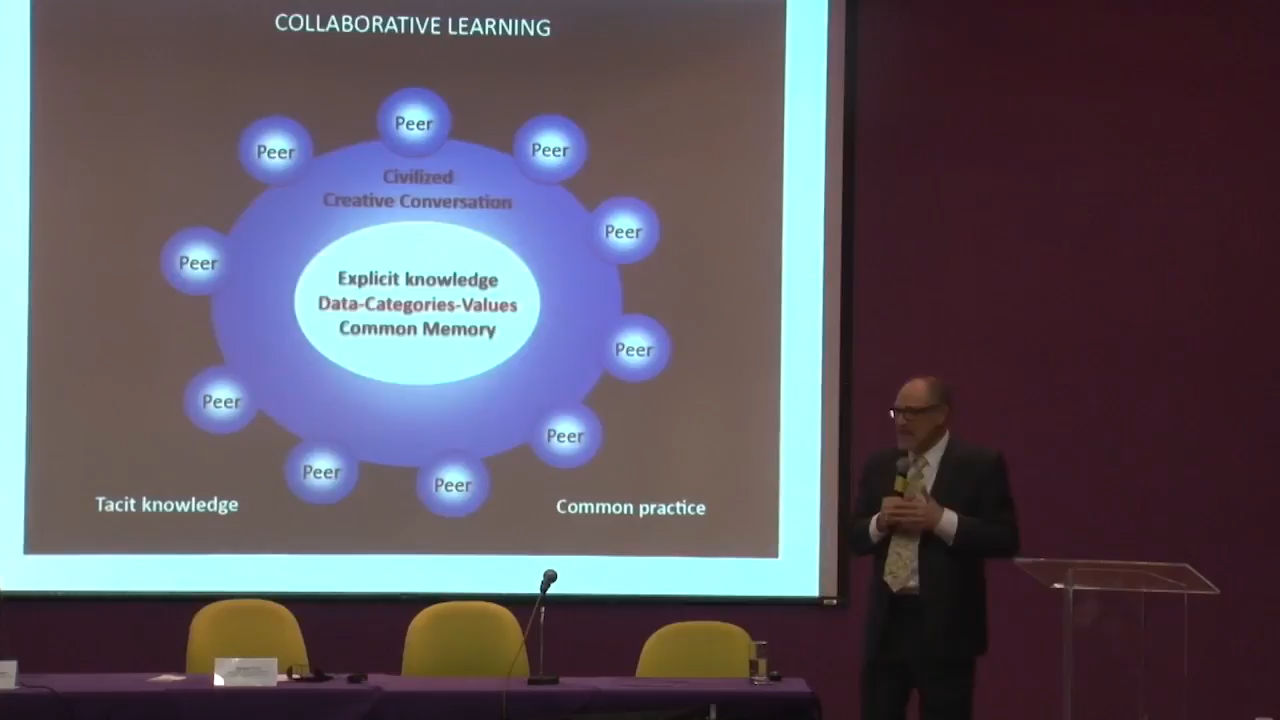 COLLABORATIVE LEARNING
Peer
Peer
Peer
Civilized
Creative Conversation
Peer
Peer
Explicit knowledge
Data-Categories-Values
Common Memory
Peer
Peer
Peer
Peer
Peer
Tacit knowledge
Common practice